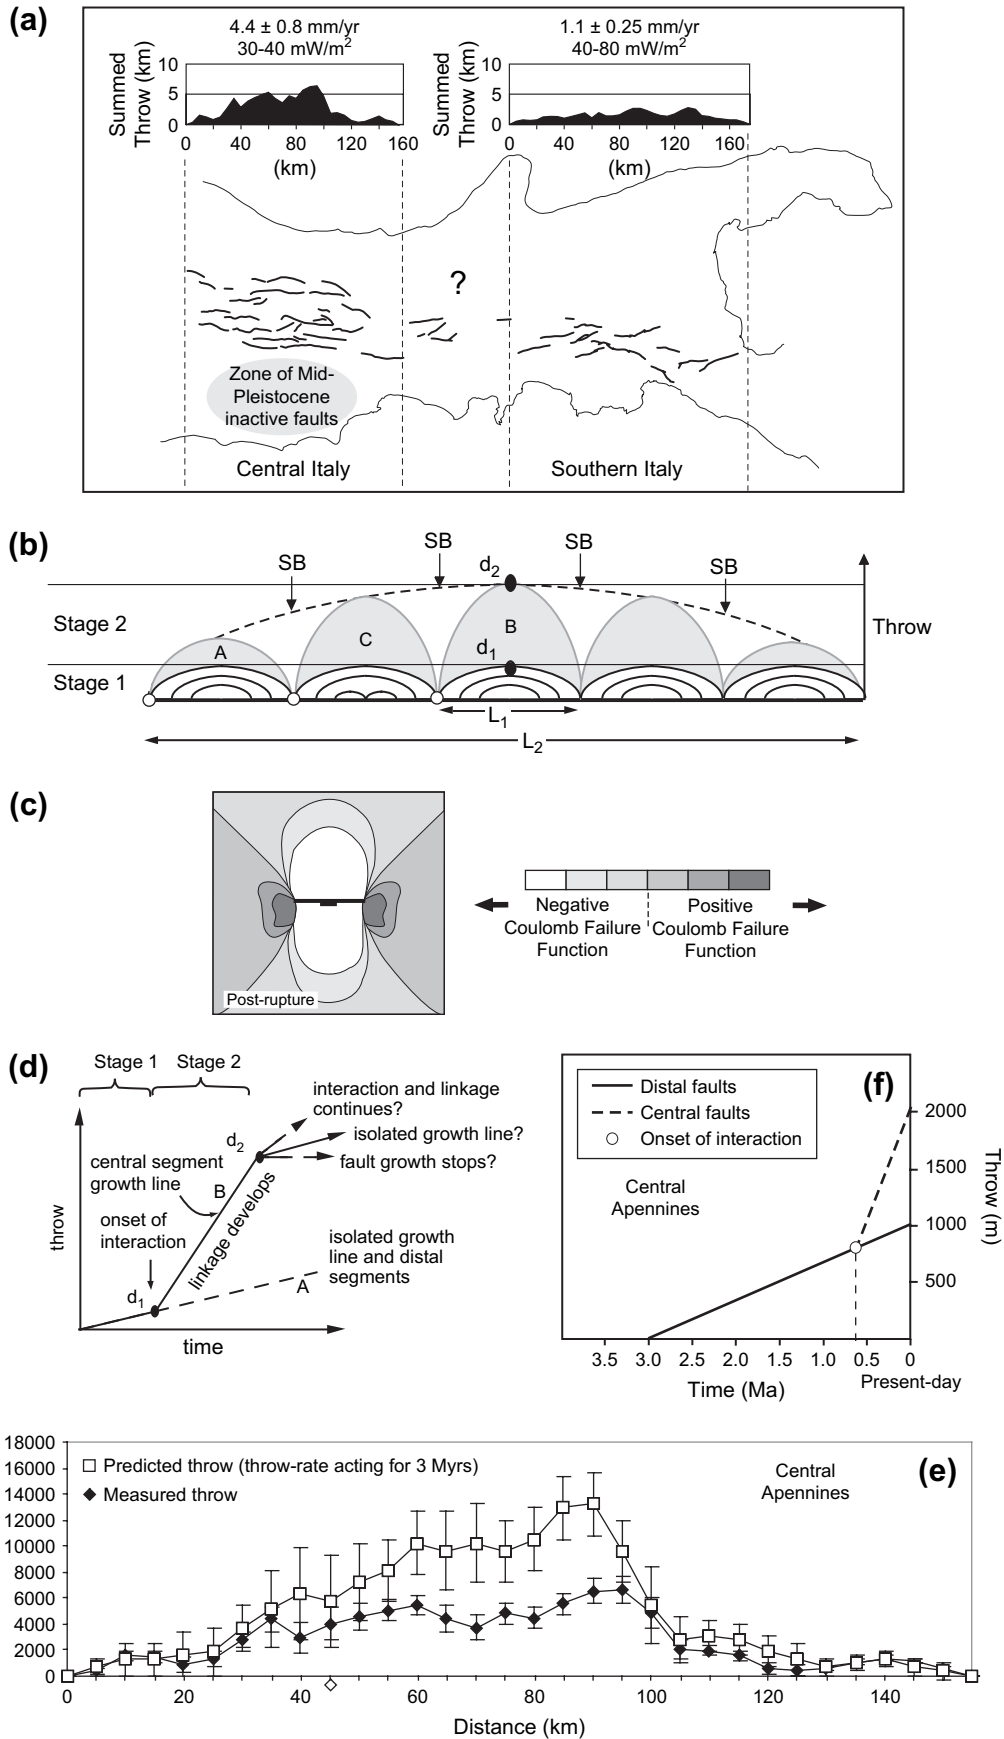 (a)
4.4 ± 0.8 mm/yr
30-40 mW/m²
1.1 ± 0.25 mm/yr
40-80 mW/m²
Summed
Throw (km)
10
5
0
0 40 80 120 160
(km)
Summed
Throw (km)
10
5
0
0 40 80 120 160
(km)
?
Zone of Mid-
Pleistocene
inactive faults
Central Italy
Southern Italy
(b)
SB
SB
SB
SB
d₂
Stage 2
A
C
B
Throw
d₁
Stage 1
L₁
L₂
(c)
Post-rupture
Negative
Coulomb Failure
Function
Positive
Coulomb Failure
Function
(d)
Stage 1 Stage 2
interaction and linkage
continues?
isolated growth line?
fault growth stops?
d₂
central segment
growth line
B
linkage develops
onset of
interaction
isolated growth
line and distal
segments
A
d₁
throw
time
(f)
Distal faults
Central faults
Onset of interaction
Central
Apennines
2000
1500
1000
500
Throw (m)
3.5 3.0 2.5 2.0 1.5 1.0 0.5 0
Time (Ma)
Present-day
(e)
18000
16000
14000
12000
10000
8000
6000
4000
2000
0
Predicted throw (throw-rate acting for 3 Myrs)
Measured throw
Central
Apennines
0 20 40 60 80 100 120 140
Distance (km)